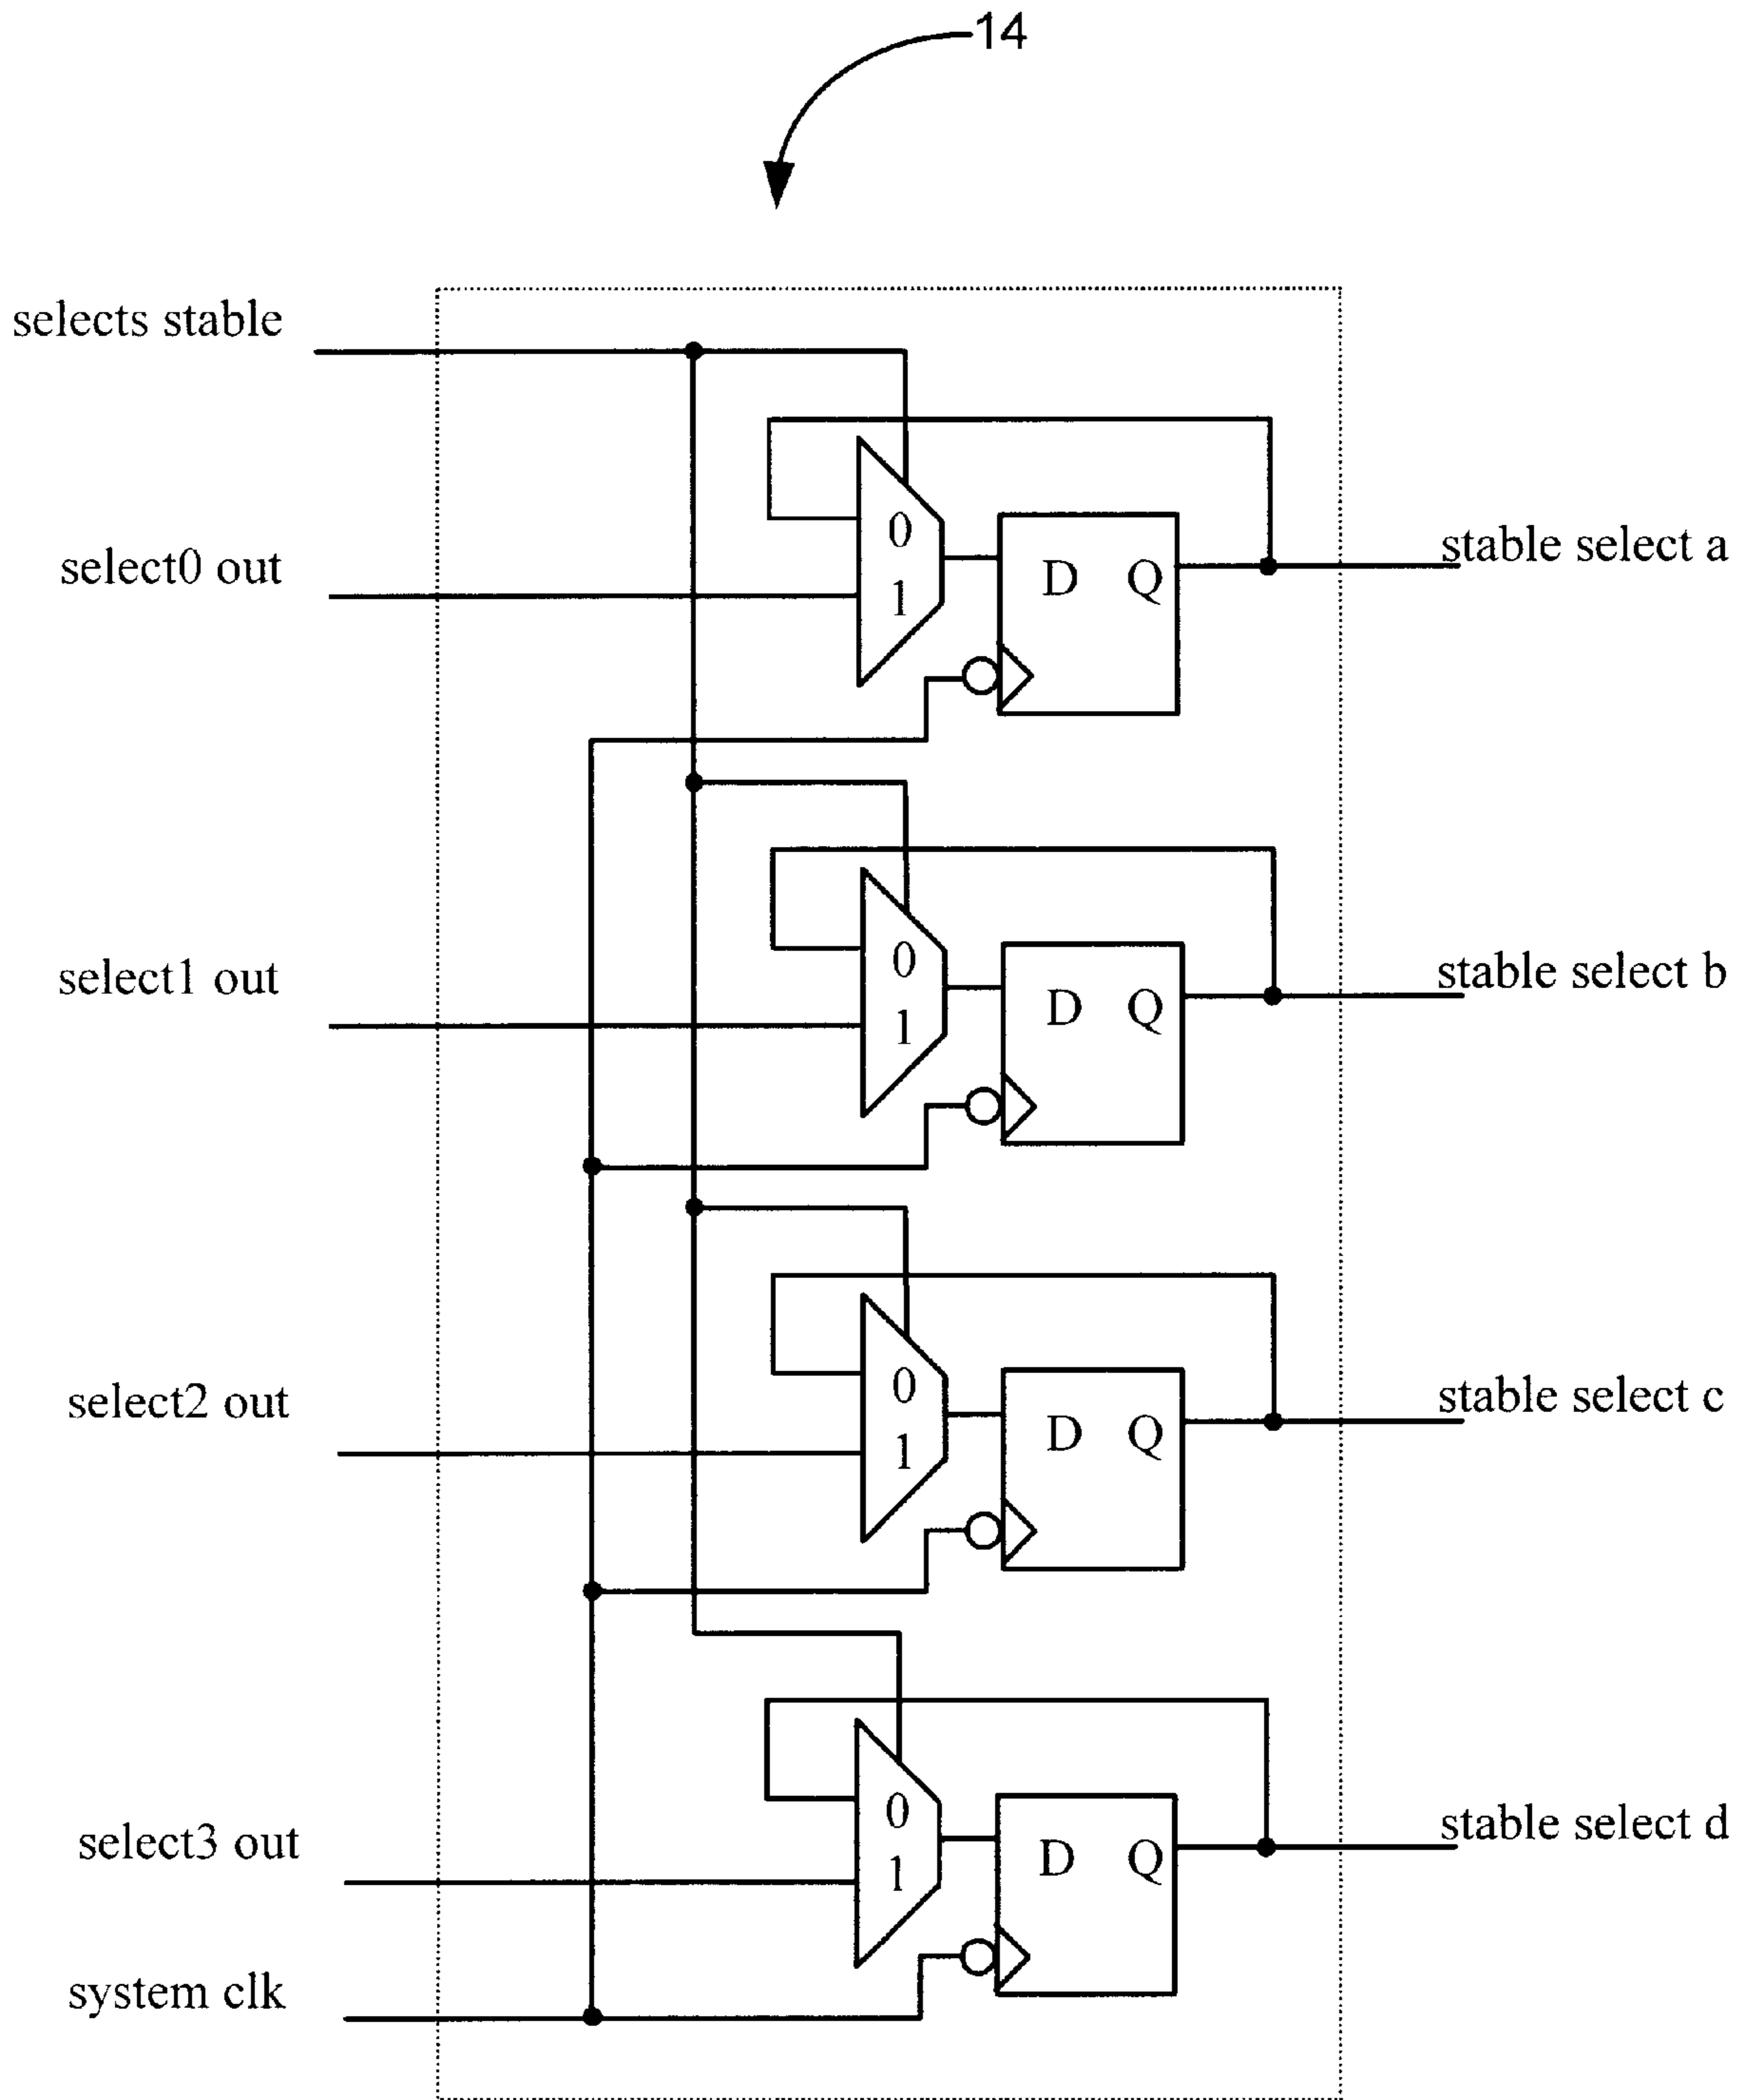 14
selects stable
select0 out
0
1
D Q
stable select a
select1 out
0
1
D Q
stable select b
select2 out
0
1
D Q
stable select c
select3 out
0
1
D Q
stable select d
system clk